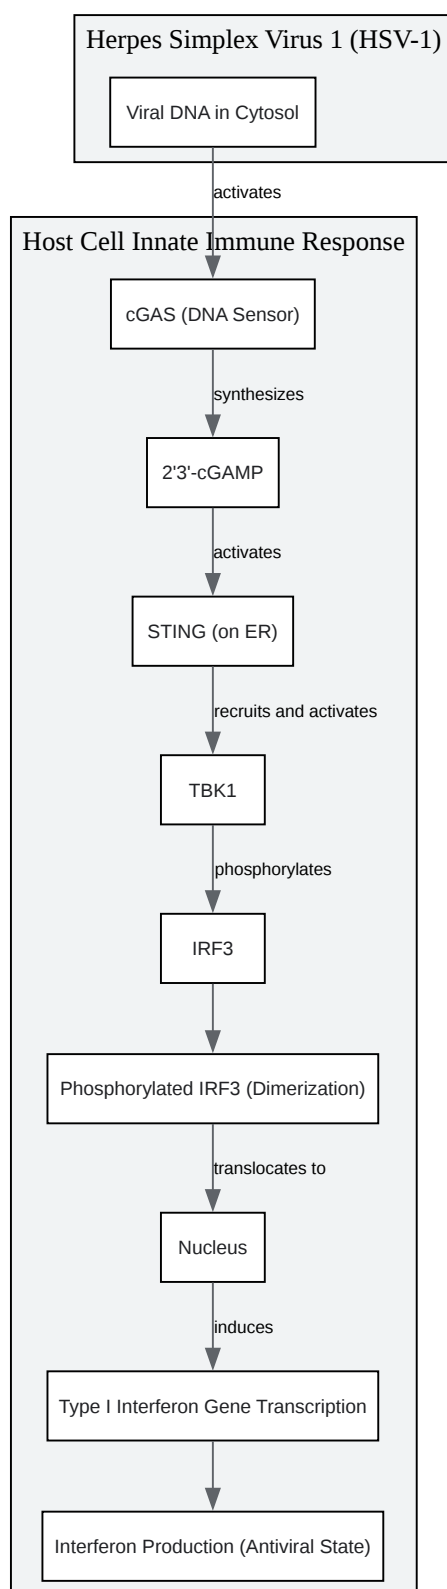 Herpes Simplex Virus 1 (HSV-1)
Viral DNA in Cytosol
activates
Host Cell Innate Immune Response
cGAS (DNA Sensor)
synthesizes
2'3'-cGAMP
activates
STING (on ER)
recruits and activates
TBK1
phosphorylates
IRF3
Phosphorylated IRF3 (Dimerization)
translocates to
Nucleus
induces
Type I Interferon Gene Transcription
Interferon Production (Antiviral State)